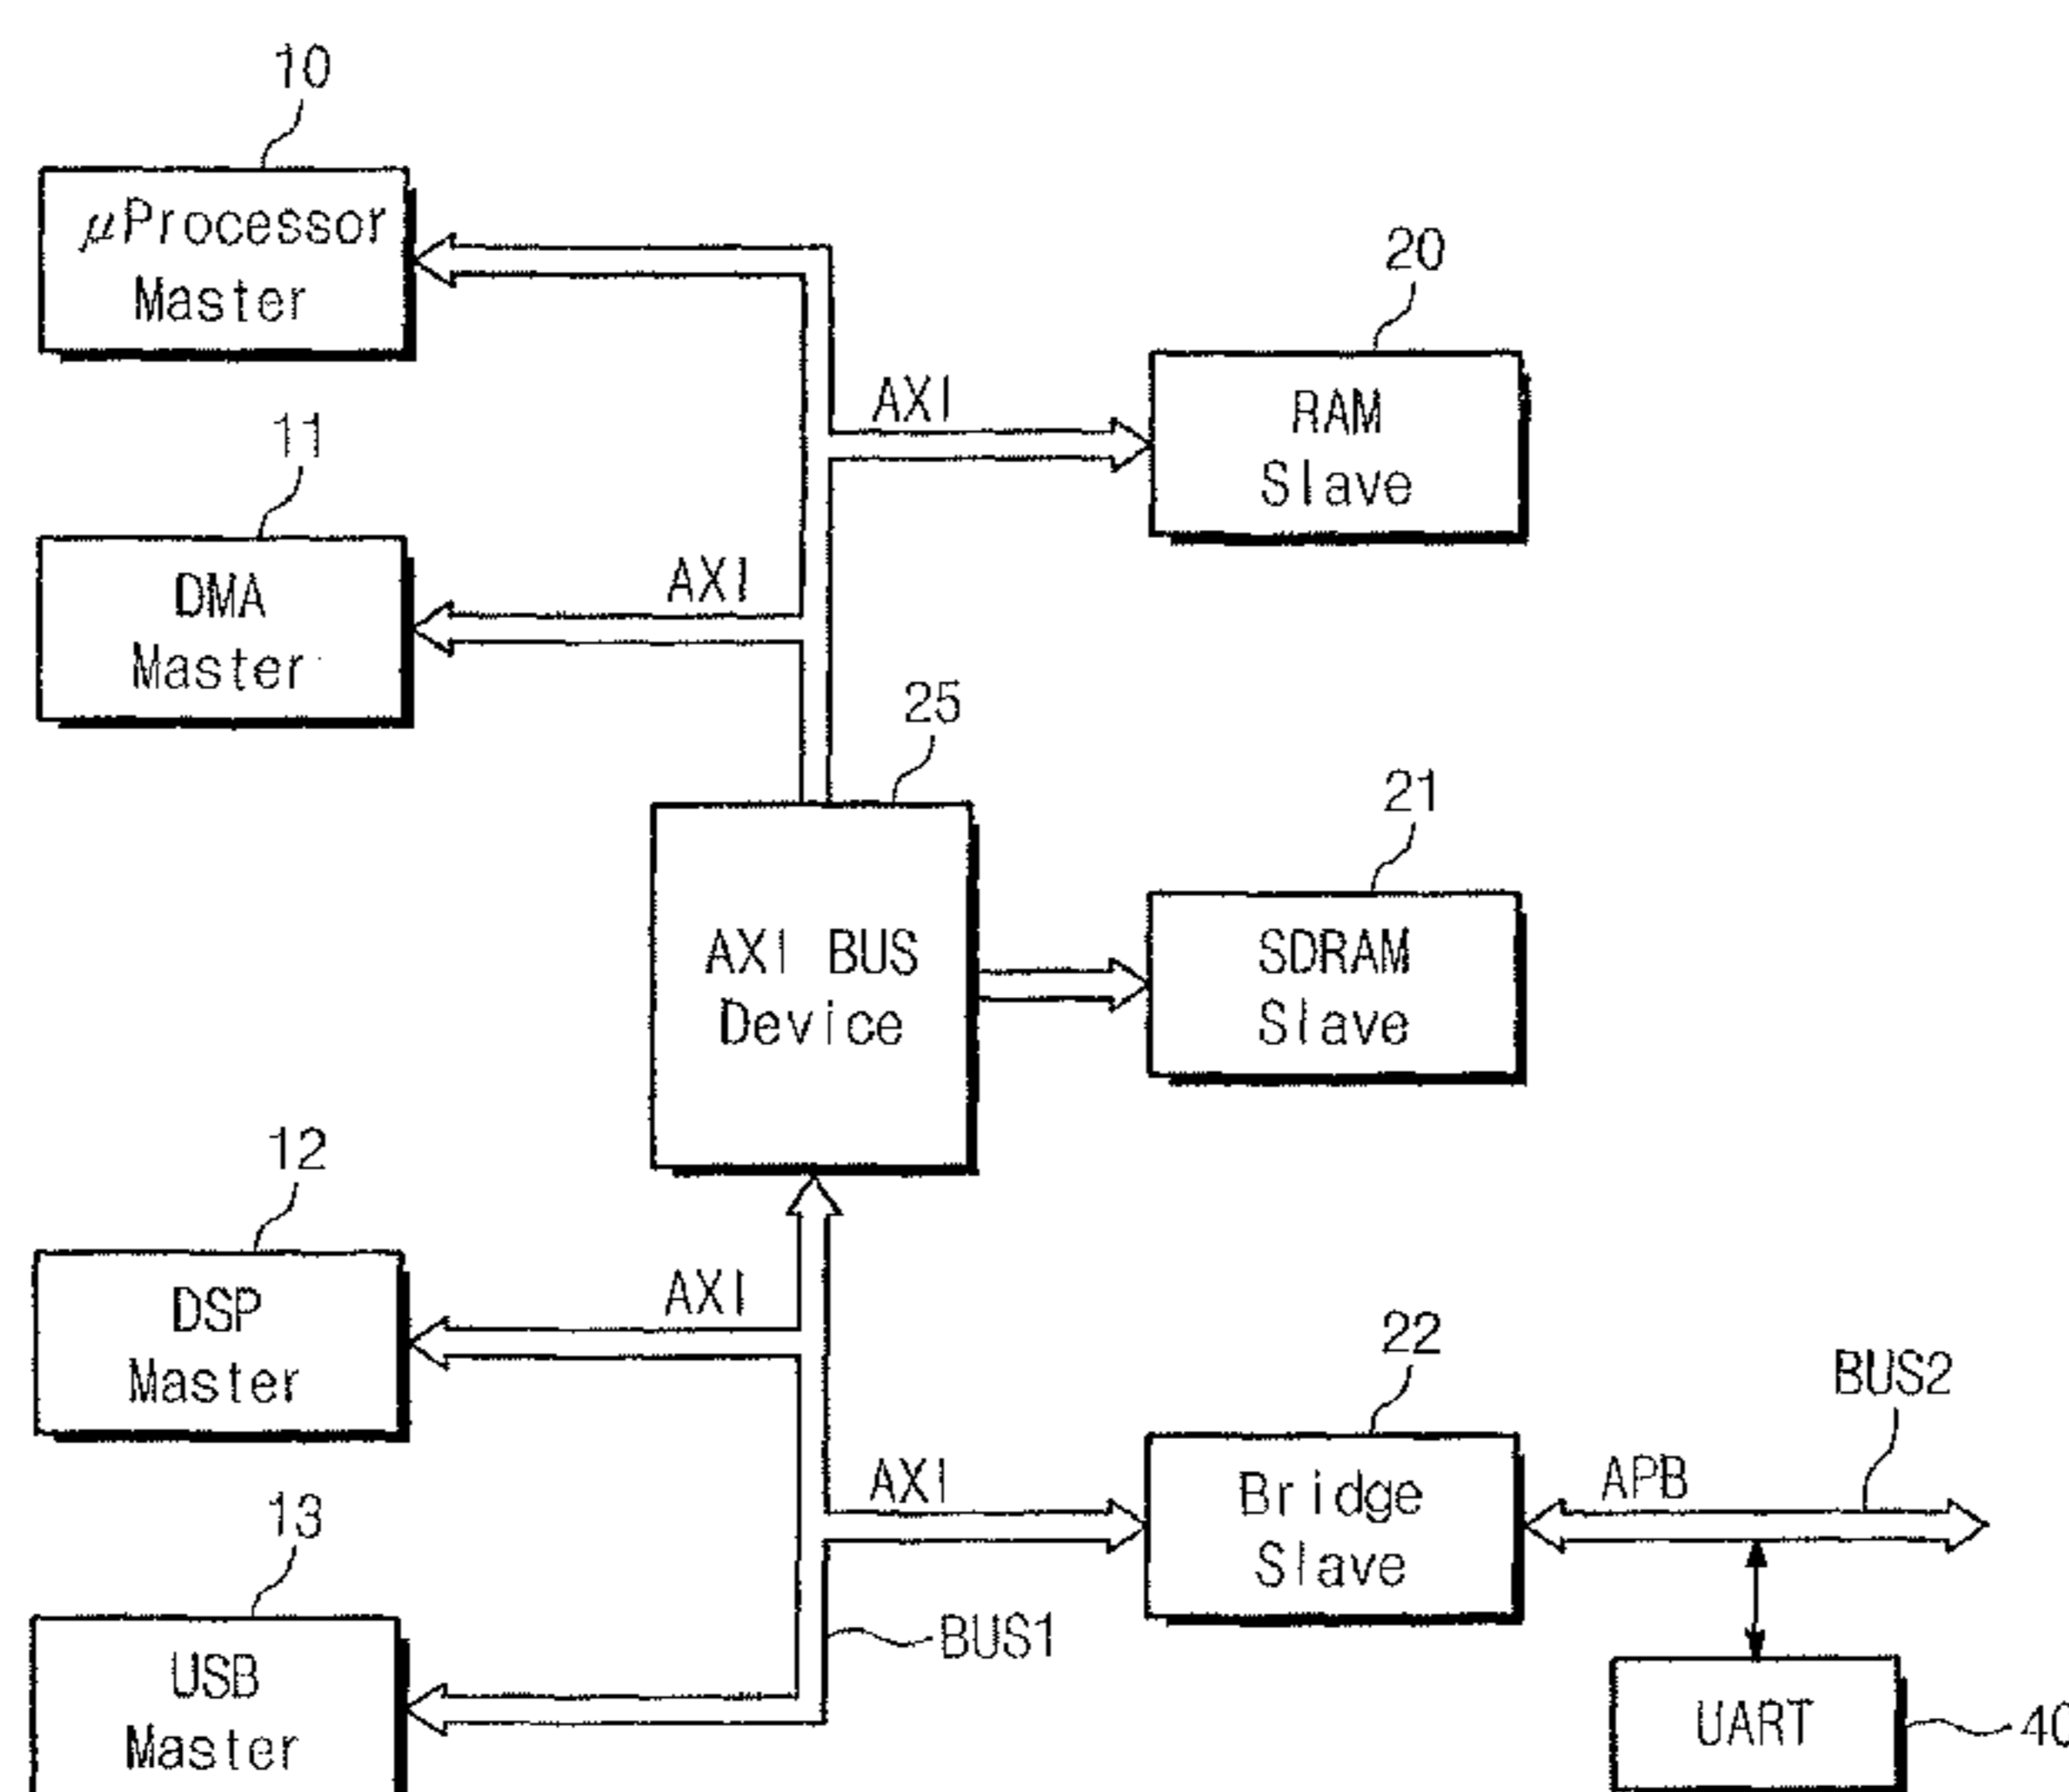 10
μProcessor
Master
20
AXI
RAM
Slave
11
DMA
Master
AXI
25
AXI BUS
Device
21
SDRAM
Slave
12
DSP
Master
AXI
22
Bridge
Slave
AXI
BUS2
APB
13
USB
Master
BUS1
UART
40